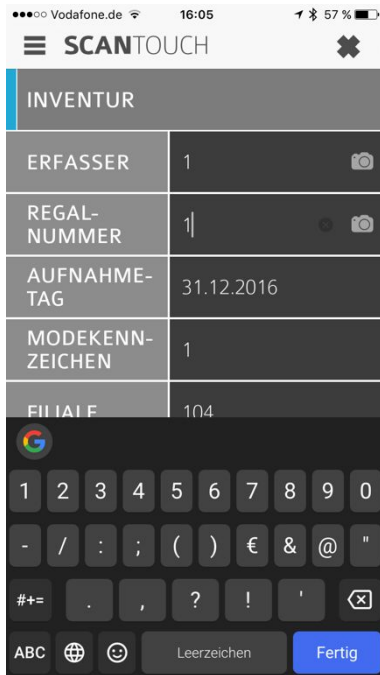 Vodafone.de 16:05 57 %
SCANTOUCH
INVENTUR
ERFASSER 1
REGAL-
NUMMER 1
AUFNAHME-
TAG 31.12.2016
MODEKENN-
ZEICHEN 1
FILIALE 104
1 2 3 4 5 6 7 8 9 0
- / : ; ( ) € & @ "
#+= . , ? ! '
ABC Leerzeichen Fertig